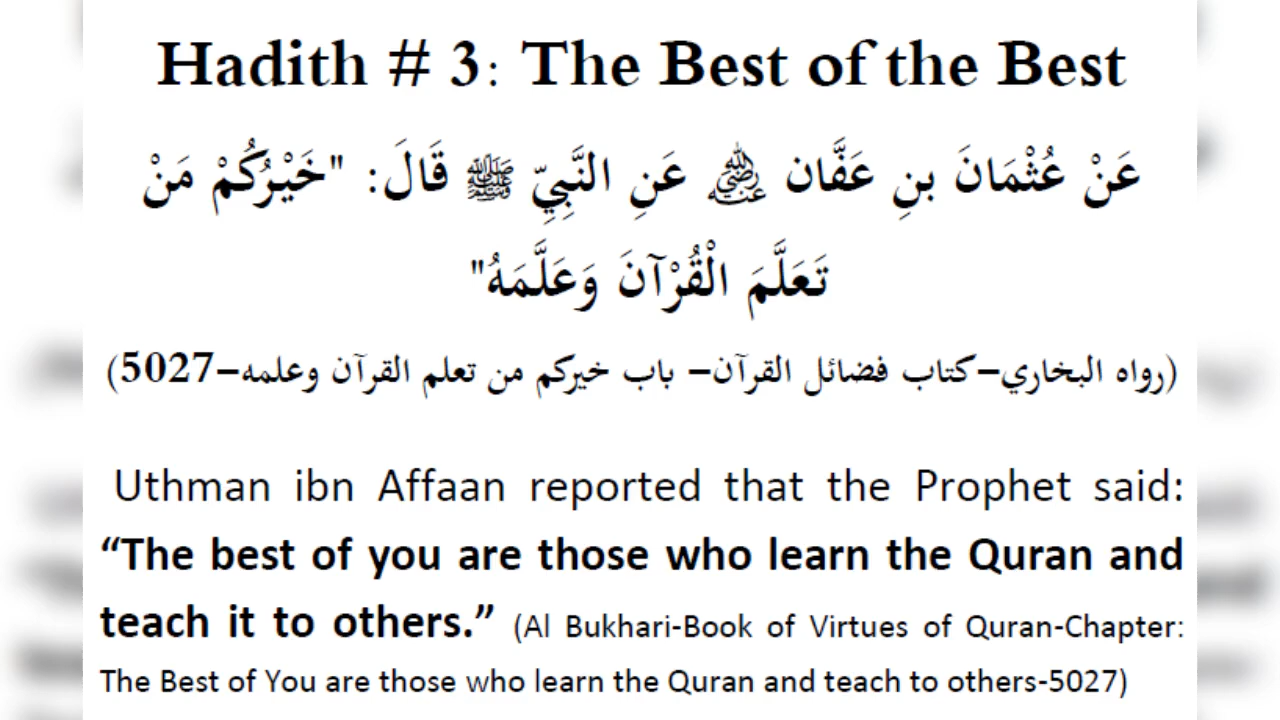 Hadith # 3: The Best of the Best
عَنْ عُثْمَانَ بنِ عَفَّان رضي الله عنه عَنِ النَّبِيِّ ﷺ قَالَ: "خَيْرُكُمْ مَنْ
تَعَلَّمَ الْقُرْآنَ وَعَلَّمَهُ"
(رواه البخاري–كتاب فضائل القرآن– باب خيركم من تعلم القرآن وعلمه–5027)
Uthman ibn Affaan reported that the Prophet said:
“The best of you are those who learn the Quran and
teach it to others.” (Al Bukhari-Book of Virtues of Quran-Chapter:
The Best of You are those who learn the Quran and teach to others-5027)